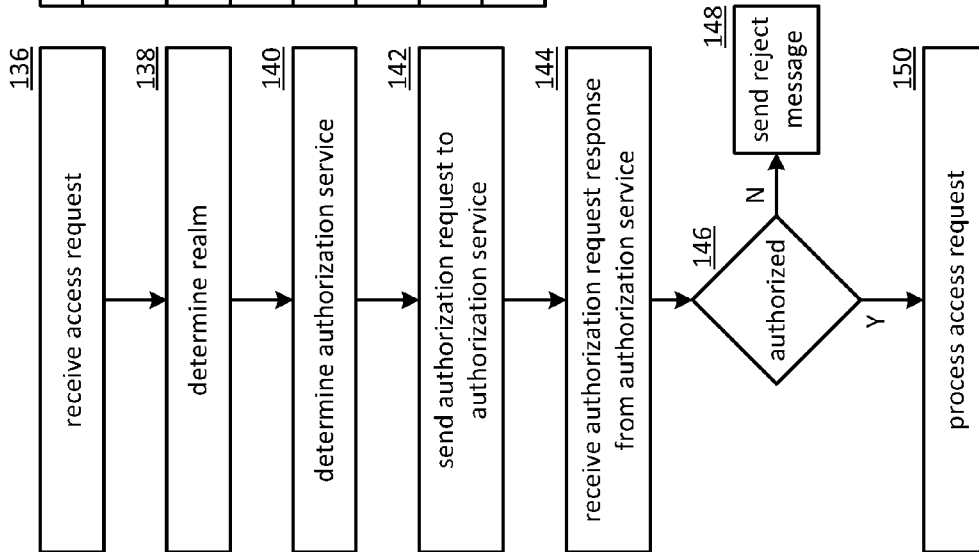 136
receive access request
138
determine realm
140
determine authorization service
142
send authorization request to
authorization service
144
receive authorization request response
from authorization service
146
authorized
N
148
send reject
message
Y
150
process access request